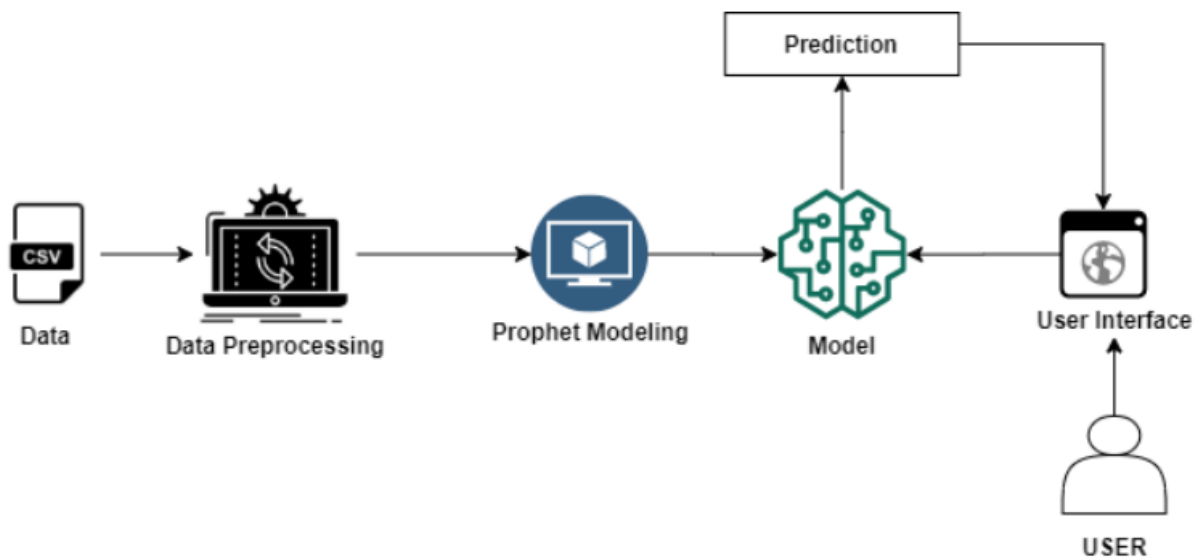 Prediction
CSV
Data
Data Preprocessing
Prophet Modeling
Model
User Interface
USER